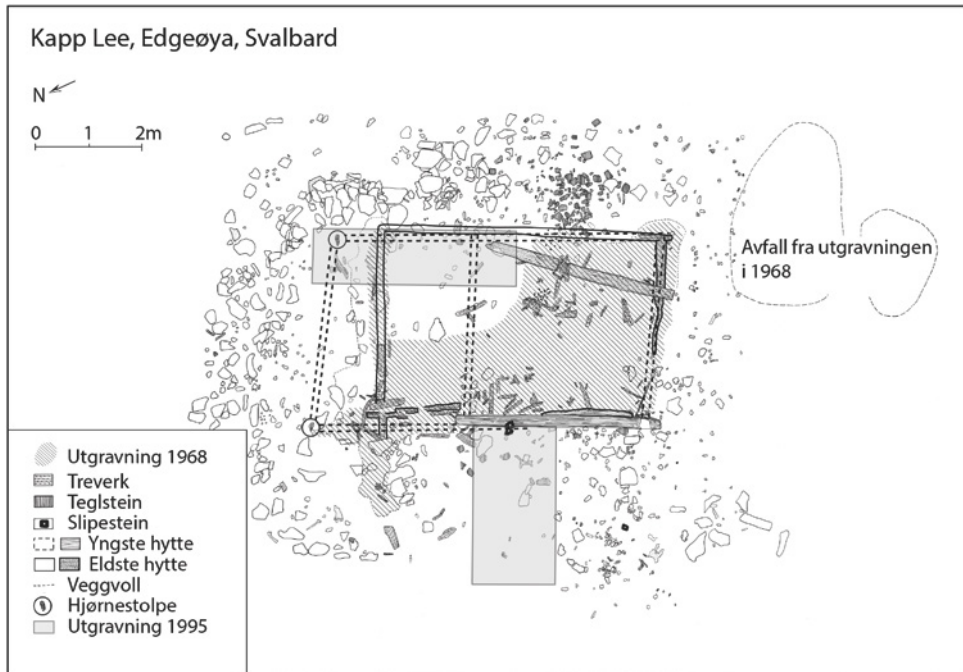 Kapp Lee, Edgeøya, Svalbard
N
0 1 2m
Avfall fra utgravningen
i 1968
Utgravning 1968
Treverk
Teglstein
Slipestein
Yngste hytte
Eldste hytte
Veggvoll
Hjørnestolpe
Utgravning 1995